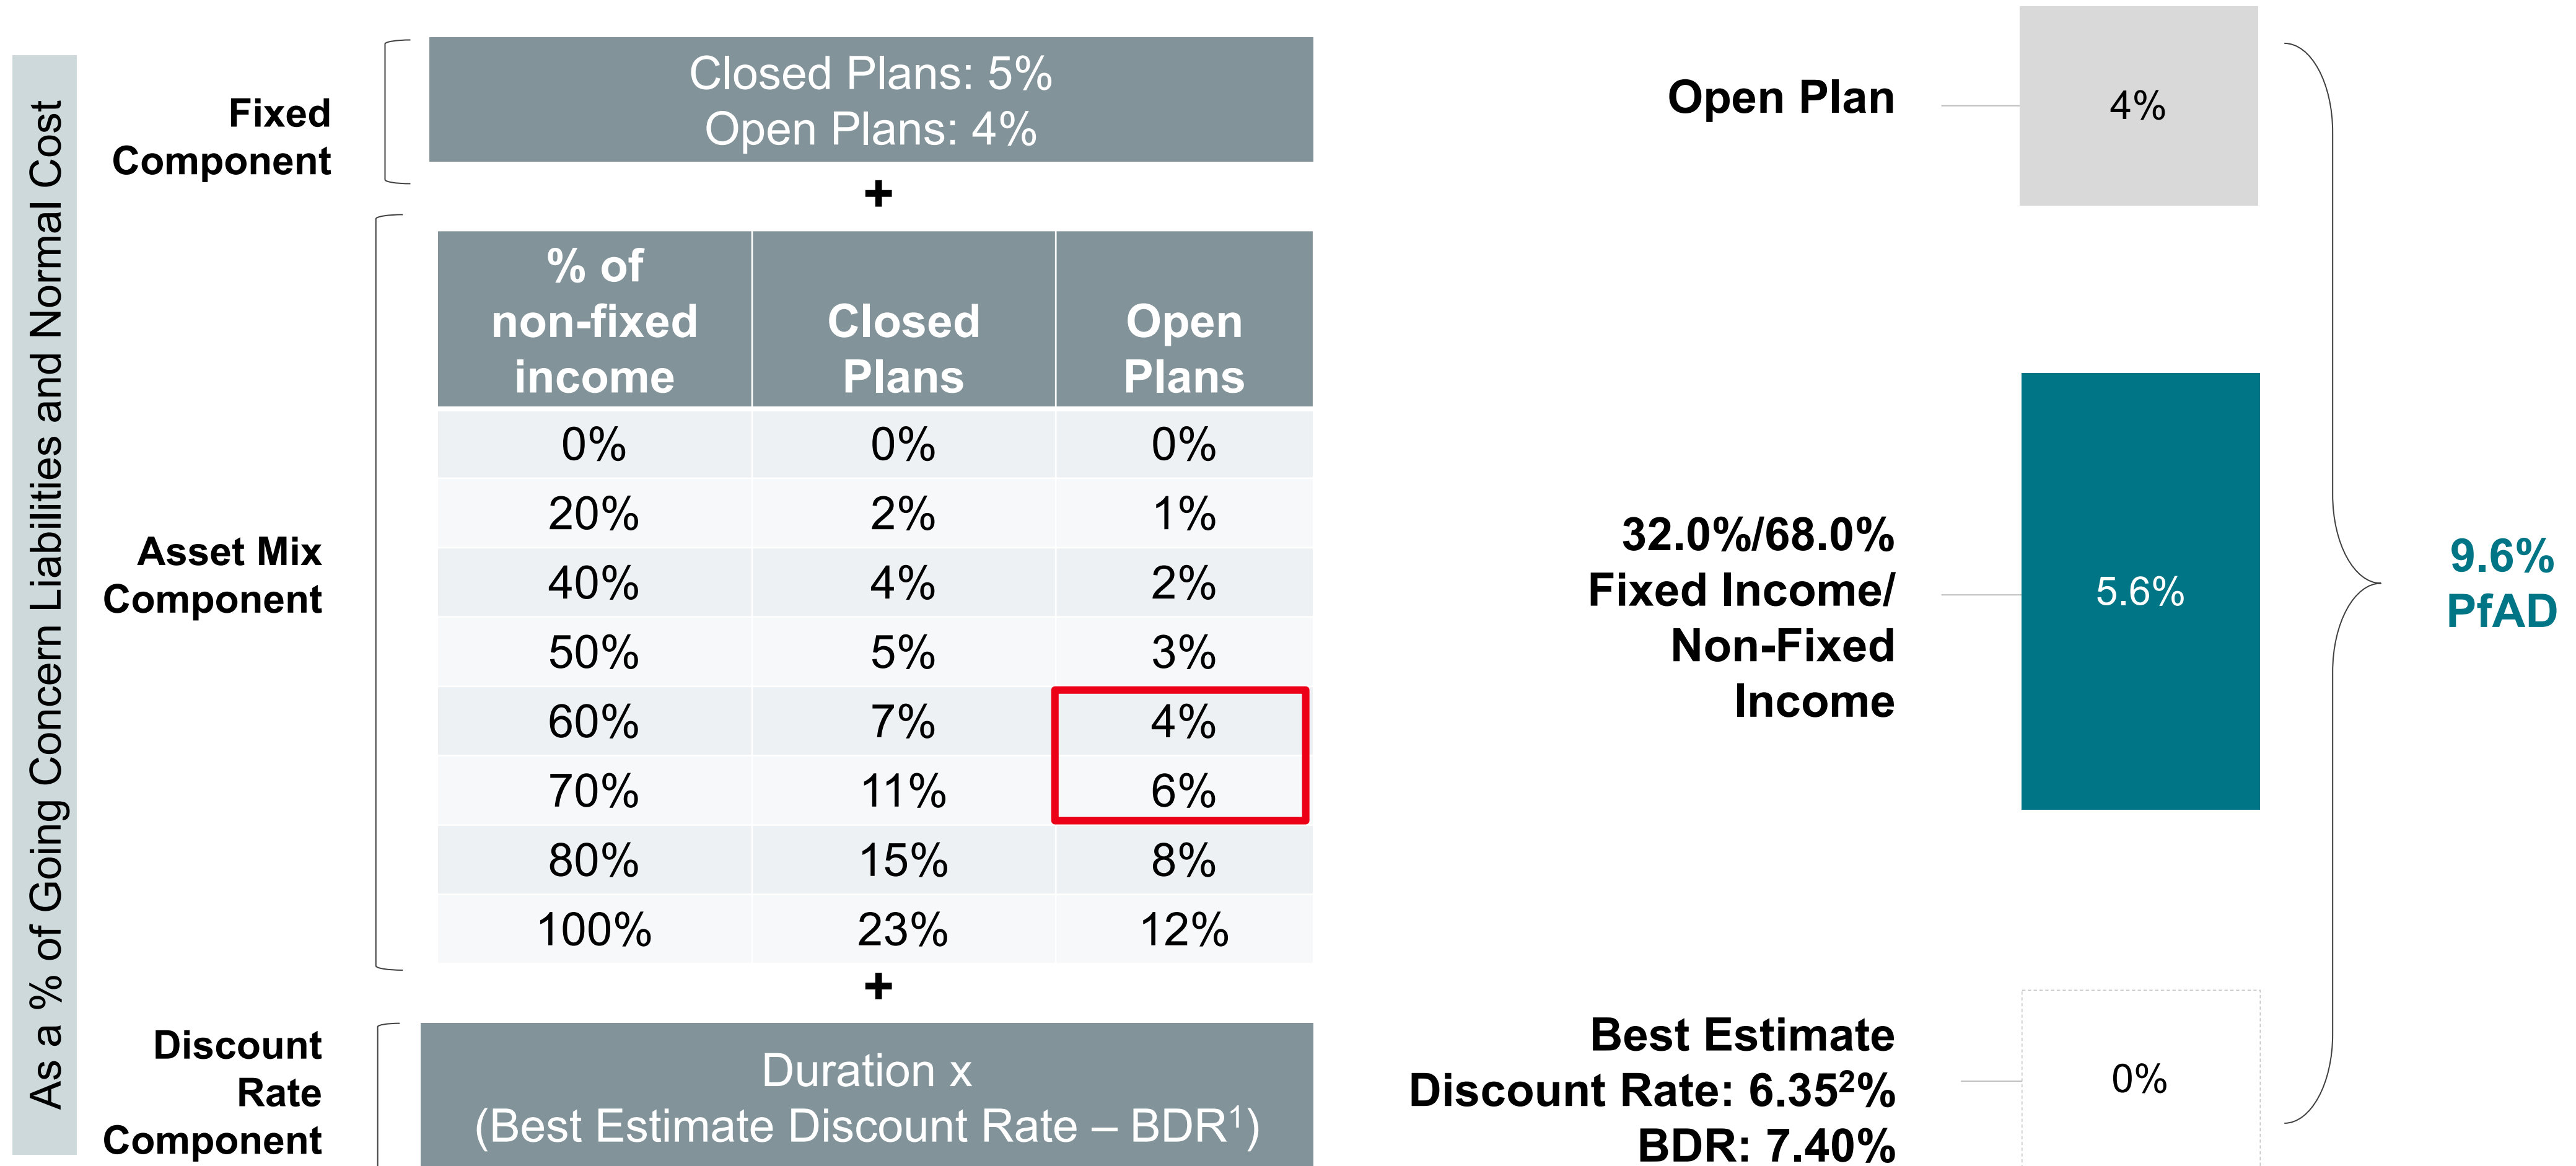 As a % of Going Concern Liabilities and Normal Cost
Fixed
Component
Closed Plans: 5%
Open Plans: 4%
+
Asset Mix
Component
% of
non-fixed
income
Closed
Plans
Open
Plans
0% 0% 0%
20% 2% 1%
40% 4% 2%
50% 5% 3%
60% 7% 4%
70% 11% 6%
80% 15% 8%
100% 23% 12%
+
Discount
Rate
Component
Duration x
(Best Estimate Discount Rate – BDR¹)
Open Plan
4%
32.0%/68.0%
Fixed Income/
Non-Fixed
Income
5.6%
Best Estimate
Discount Rate: 6.35²%
BDR: 7.40%
0%
9.6%
PfAD